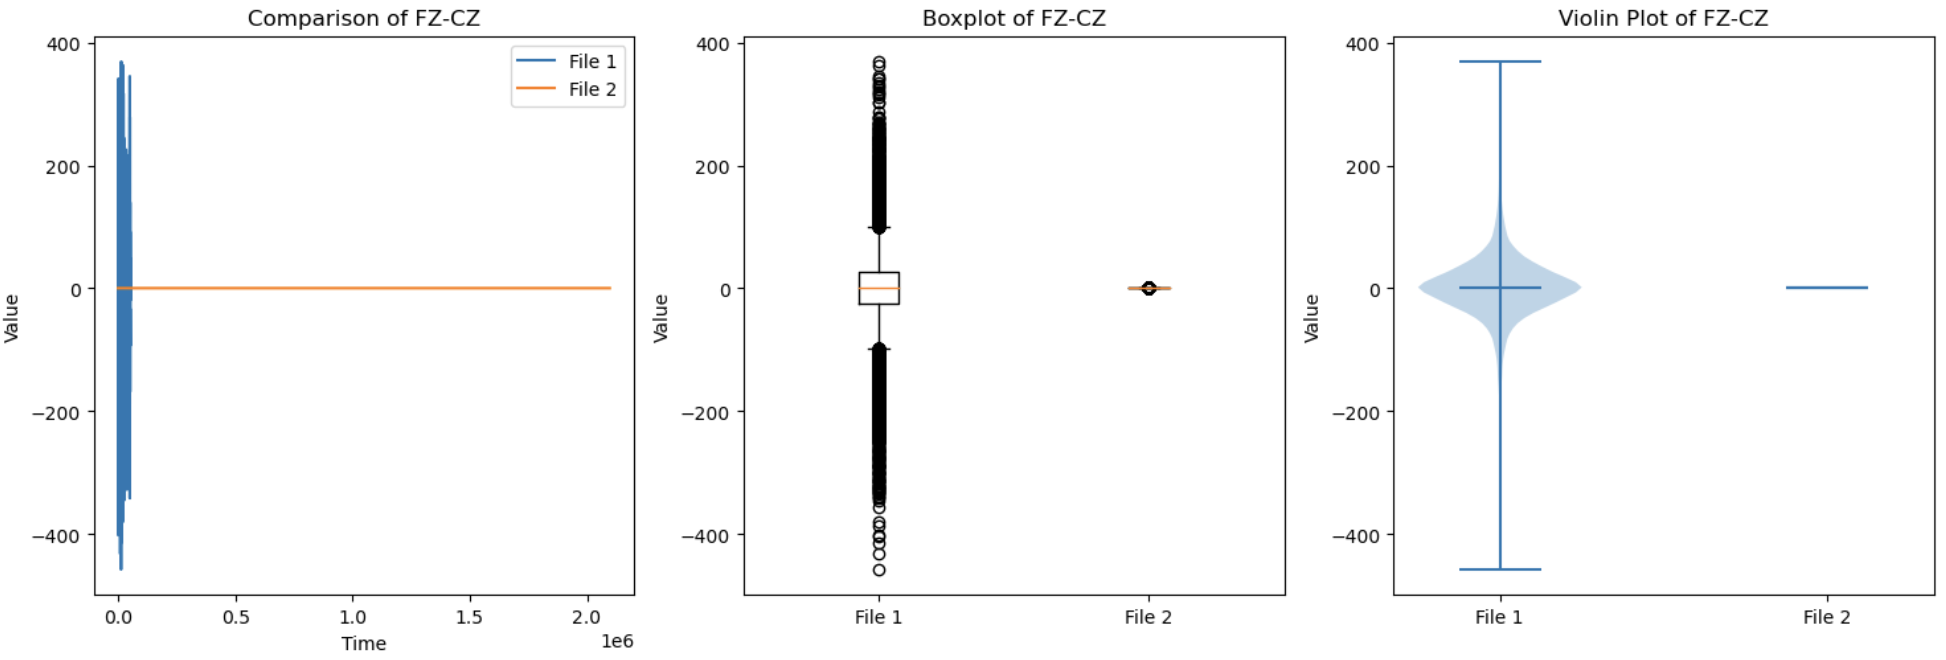 Comparison of FZ-CZ
400
200
0
−200
−400
Value
0.0
0.5
1.0
1.5
2.0
1e6
Time
File 1
File 2
Boxplot of FZ-CZ
400
200
0
−200
−400
Value
File 1
File 2
Violin Plot of FZ-CZ
400
200
0
−200
−400
Value
File 1
File 2